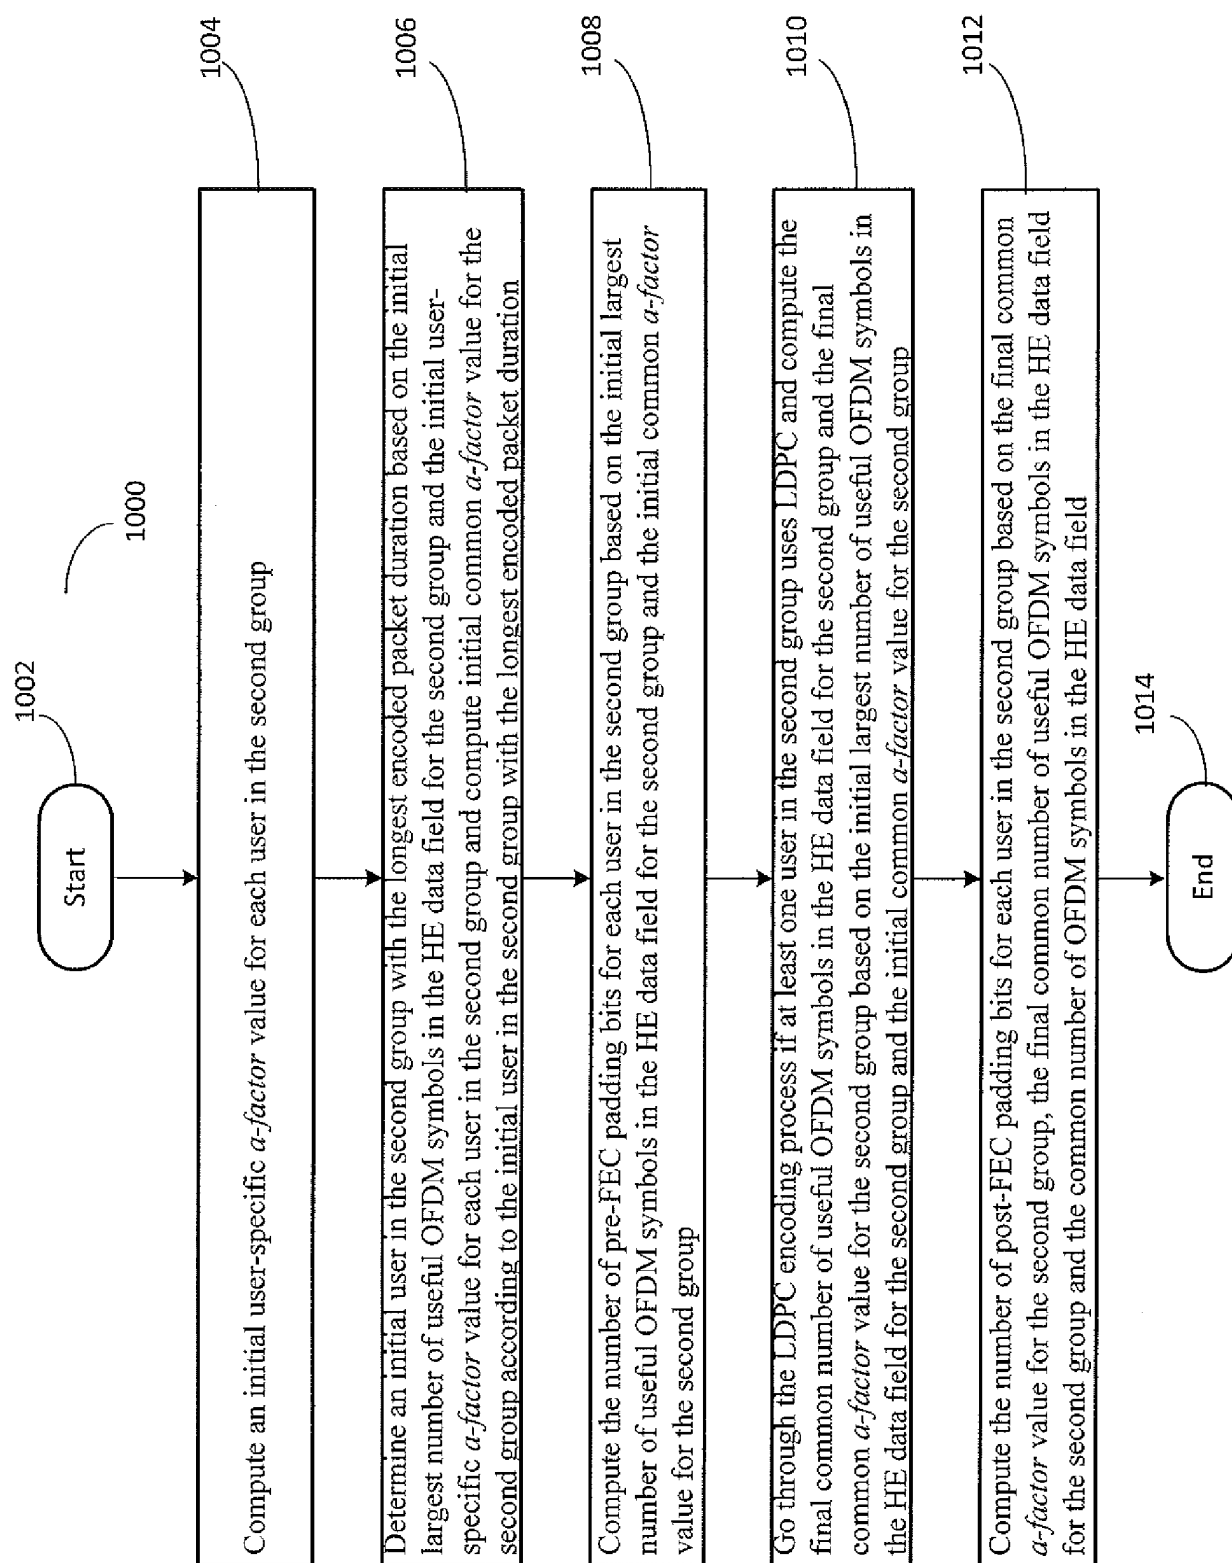 1000
1002
Start
1004
Compute an initial user-specific a-factor value for each user in the second group
1006
Determine an initial user in the second group with the longest encoded packet duration based on the initial
largest number of useful OFDM symbols in the HE data field for the second group and the initial user-
specific a-factor value for each user in the second group and compute initial common a-factor value for the
second group according to the initial user in the second group with the longest encoded packet duration
1008
Compute the number of pre-FEC padding bits for each user in the second group based on the initial largest
number of useful OFDM symbols in the HE data field for the second group and the initial common a-factor
value for the second group
1010
Go through the LDPC encoding process if at least one user in the second group uses LDPC and compute the
final common number of useful OFDM symbols in the HE data field for the second group and the final
common a-factor value for the second group based on the initial largest number of useful OFDM symbols in
the HE data field for the second group and the initial common a-factor value for the second group
1012
Compute the number of post-FEC padding bits for each user in the second group based on the final common
a-factor value for the second group, the final common number of useful OFDM symbols in the HE data field
for the second group and the common number of OFDM symbols in the HE data field
1014
End